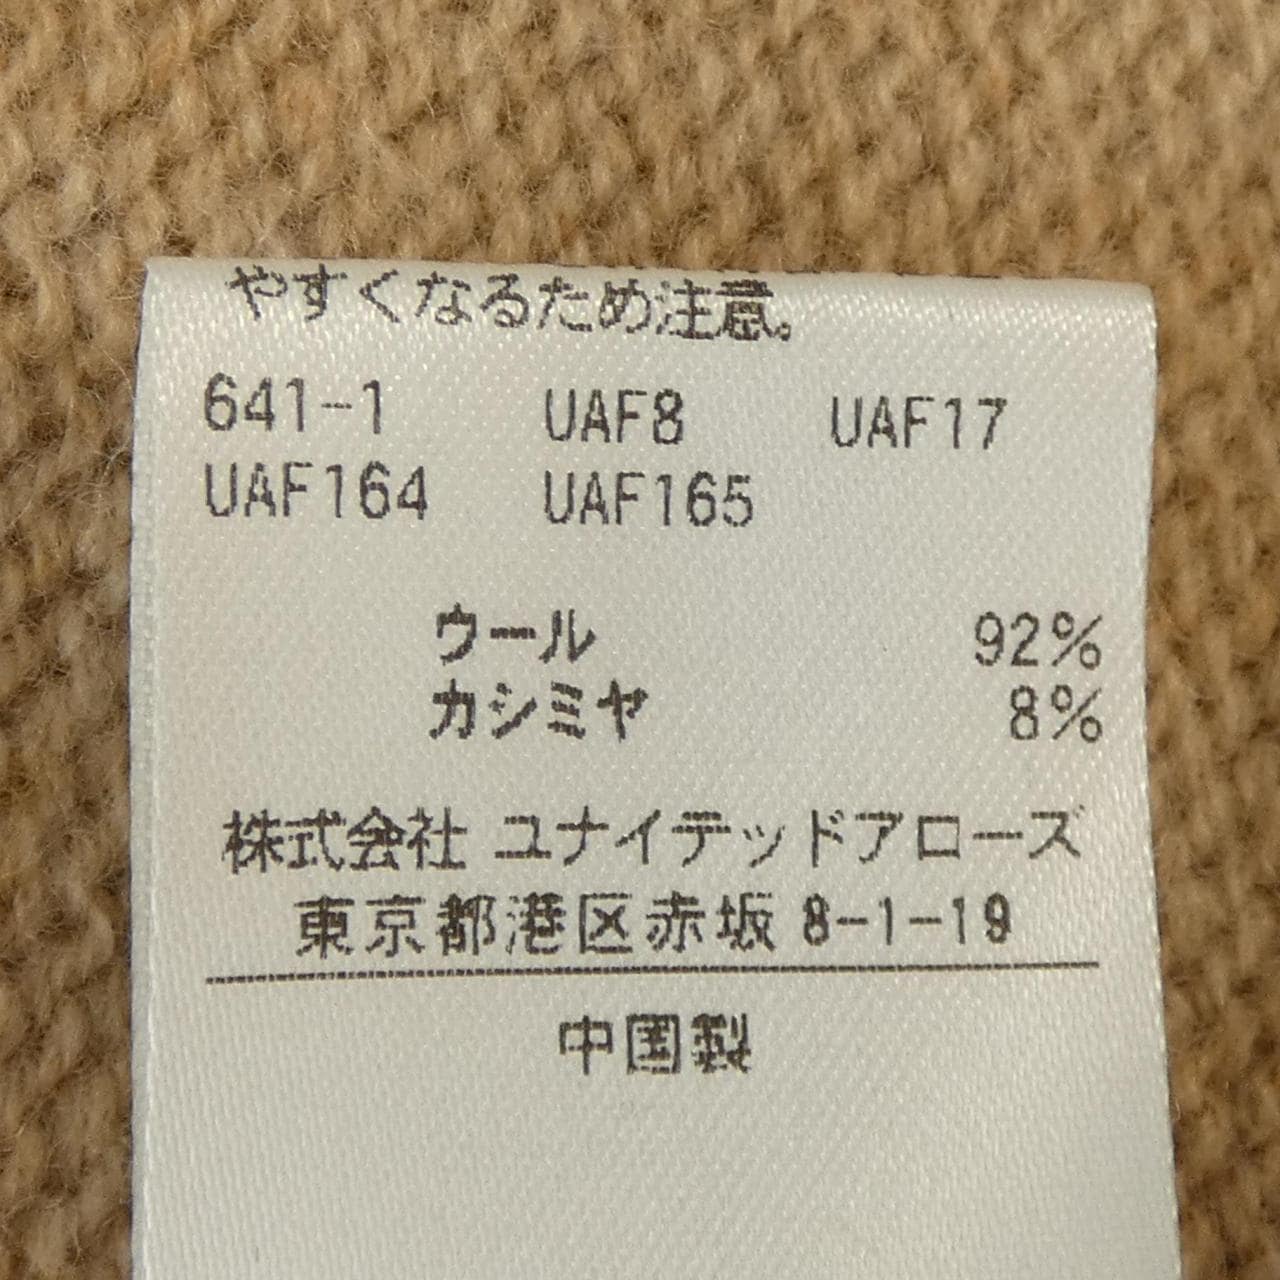 やすくなるため注意。
641-1 UAF8 UAF17
UAF164 UAF165
ウール 92%
カシミヤ 8%
株式会社 ユナイテッドアローズ
東京都港区赤坂 8-1-19
中国製